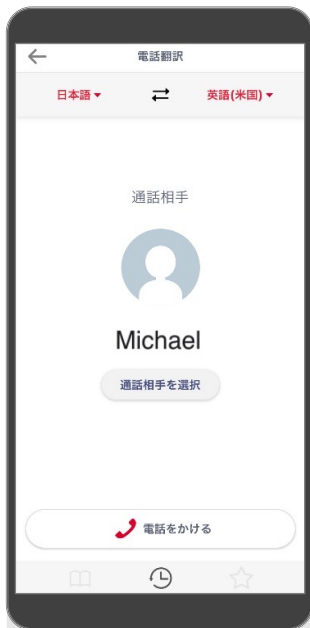 電話翻訳
日本語 英語(米国)
通話相手
Michael
通話相手を選択
電話をかける